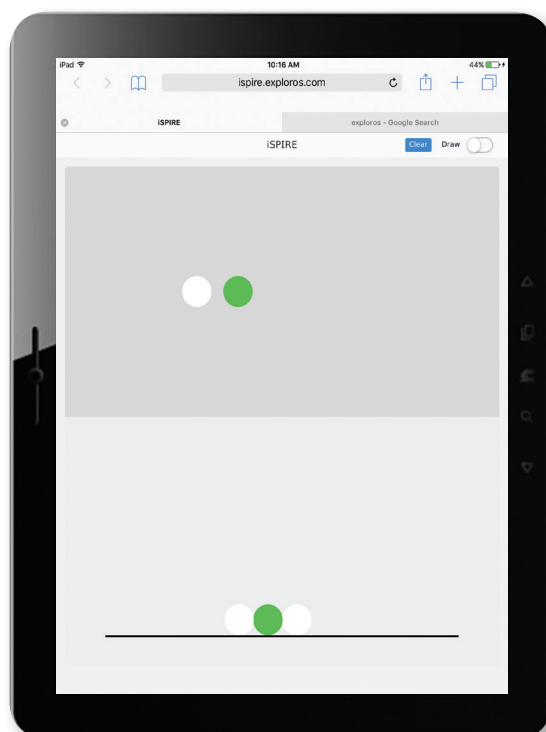 iPad 10:16 AM 44%
ispire.exploros.com
iSPIRE exploros - Google Search
iSPIRE Clear Draw